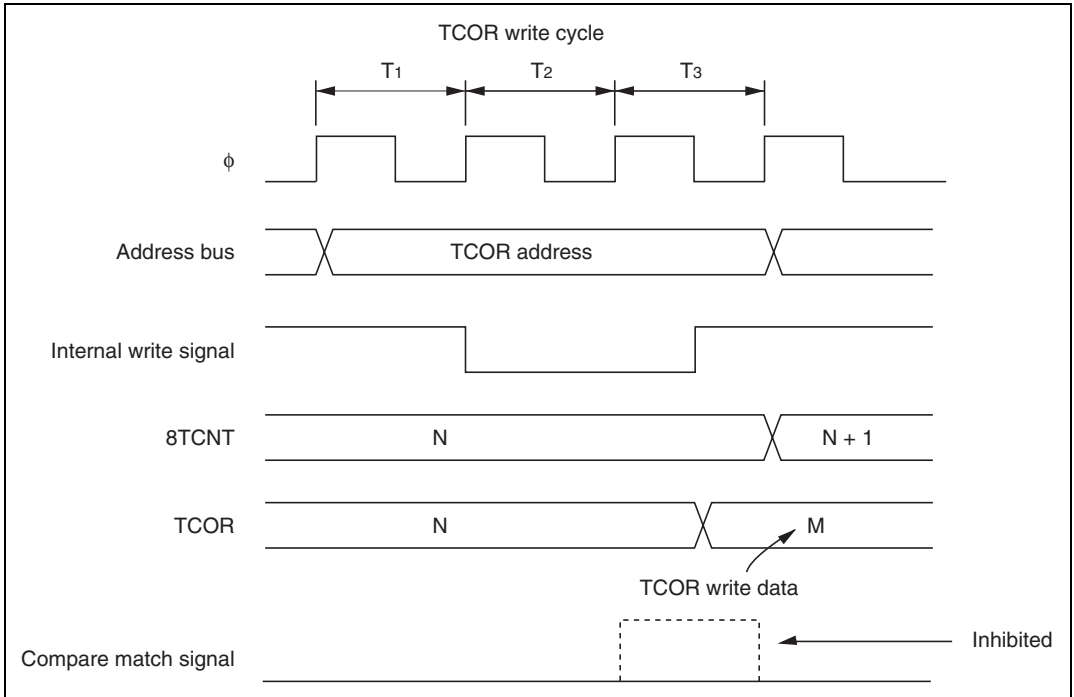 TCOR write cycle
T1 T2 T3
φ
Address bus TCOR address
Internal write signal
8TCNT N N + 1
TCOR N M
TCOR write data
Inhibited
Compare match signal